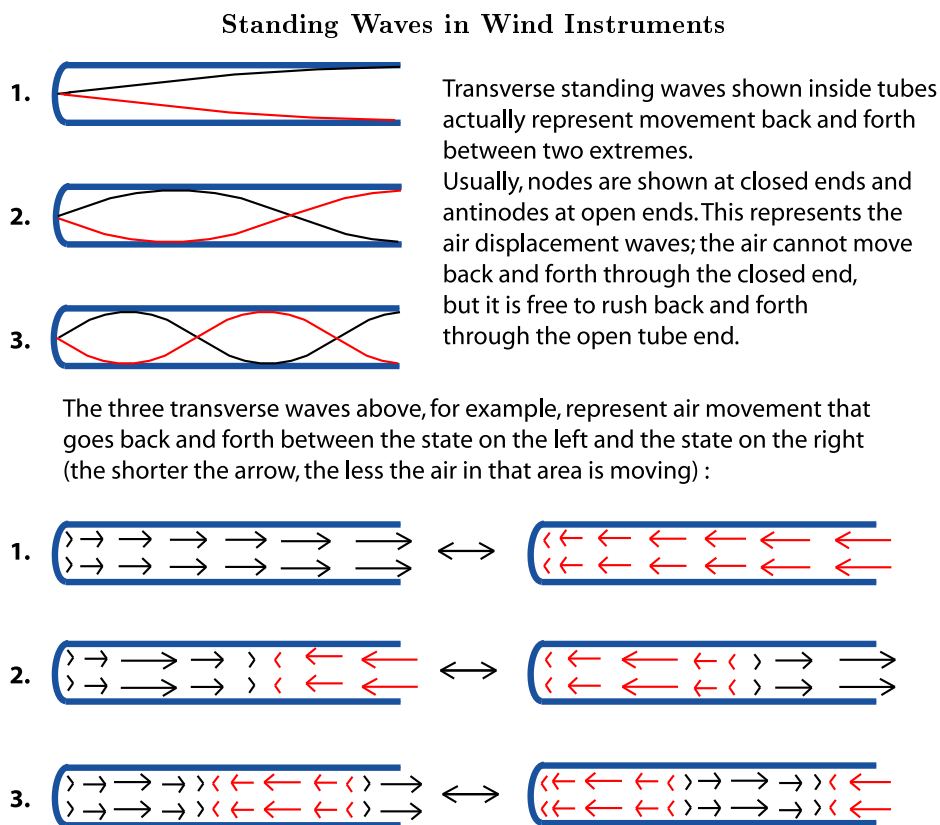 Standing Waves in Wind Instruments
1.
Transverse standing waves shown inside tubes
actually represent movement back and forth
between two extremes.
Usually, nodes are shown at closed ends and
antinodes at open ends. This represents the
air displacement waves; the air cannot move
back and forth through the closed end,
but it is free to rush back and forth
through the open tube end.
2.
3.
The three transverse waves above, for example, represent air movement that
goes back and forth between the state on the left and the state on the right
(the shorter the arrow, the less the air in that area is moving) :
1.
2.
3.